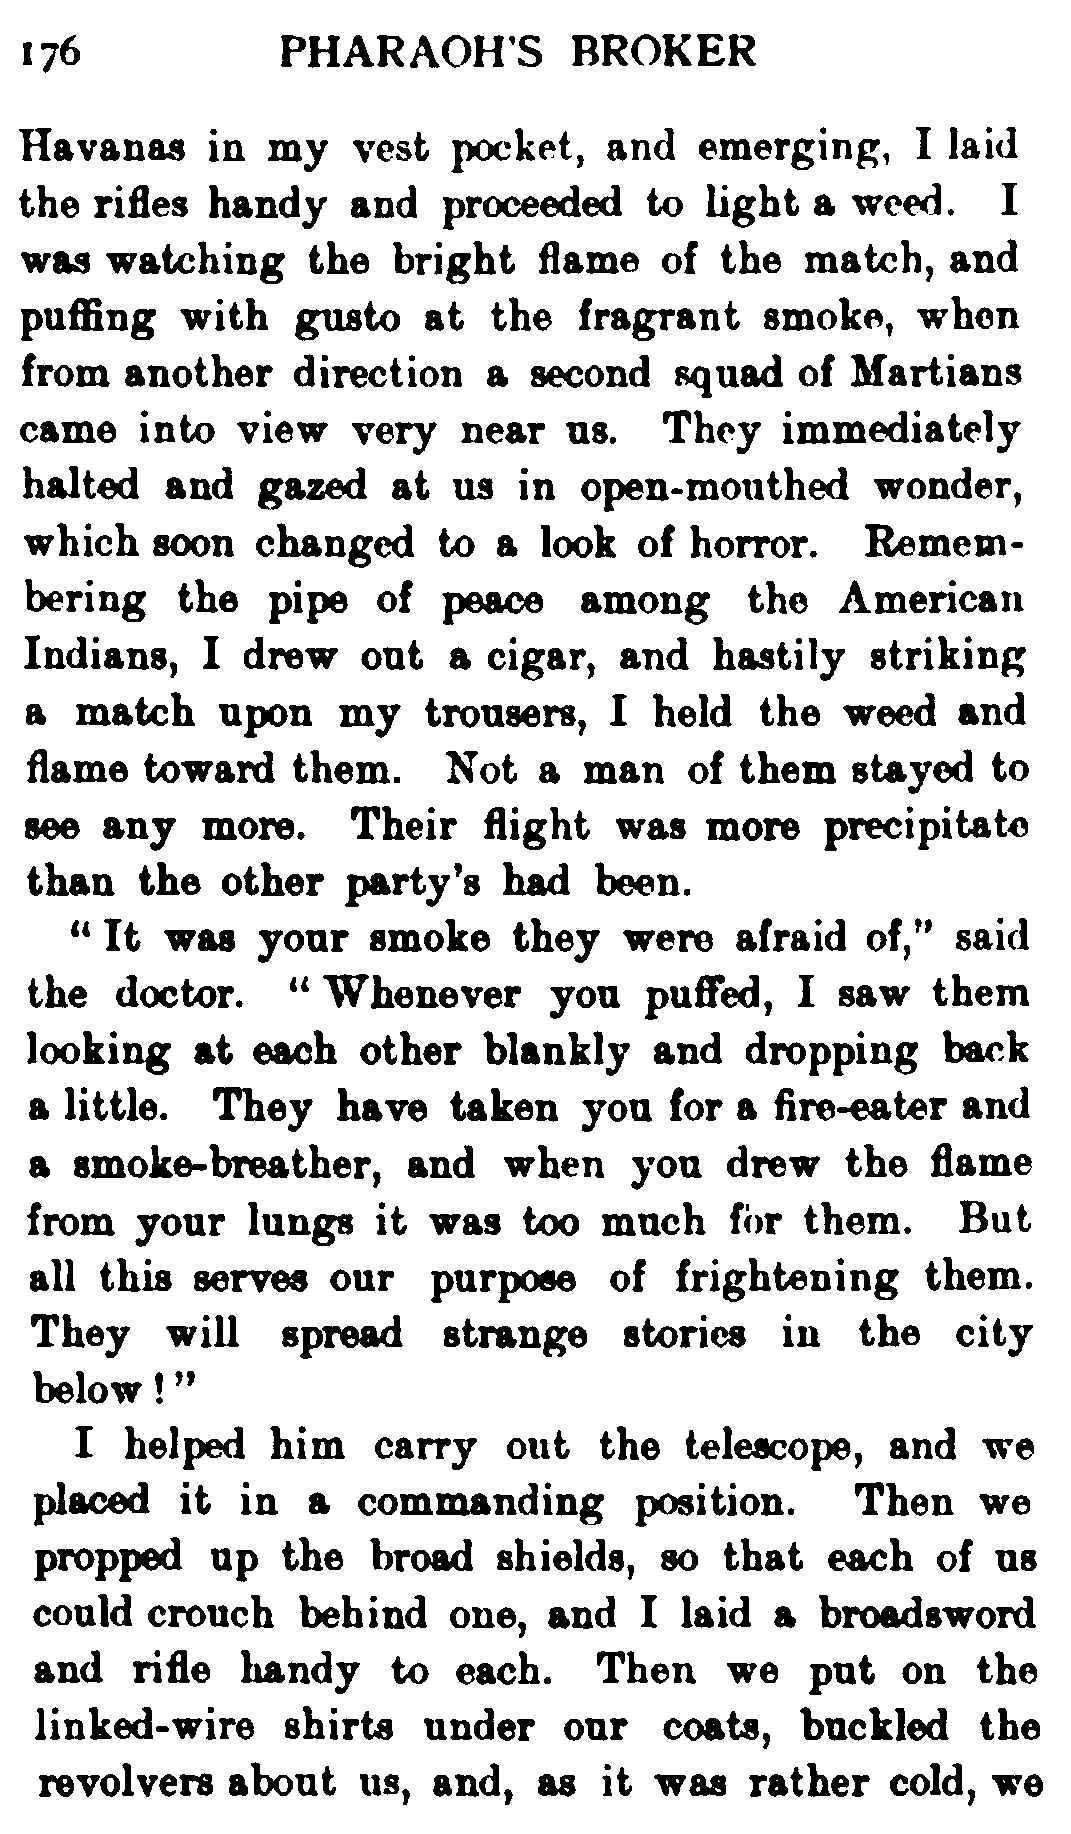 176 PHARAOH'S BROKER
Havanas in my vest pocket, and emerging, I laid
the rifles handy and proceeded to light a weed. I
was watching the bright flame of the match, and
puffing with gusto at the fragrant smoke, when
from another direction a second squad of Martians
came into view very near us. They immediately
halted and gazed at us in open-mouthed wonder,
which soon changed to a look of horror. Remem-
bering the pipe of peace among the American
Indians, I drew out a cigar, and hastily striking
a match upon my trousers, I held the weed and
flame toward them. Not a man of them stayed to
see any more. Their flight was more precipitate
than the other party's had been.
“ It was your smoke they were afraid of,” said
the doctor. “ Whenever you puffed, I saw them
looking at each other blankly and dropping back
a little. They have taken you for a fire-eater and
a smoke-breather, and when you drew the flame
from your lungs it was too much for them. But
all this serves our purpose of frightening them.
They will spread strange stories in the city
below ! ”
I helped him carry out the telescope, and we
placed it in a commanding position. Then we
propped up the broad shields, so that each of us
could crouch behind one, and I laid a broadsword
and rifle handy to each. Then we put on the
linked-wire shirts under our coats, buckled the
revolvers about us, and, as it was rather cold, we